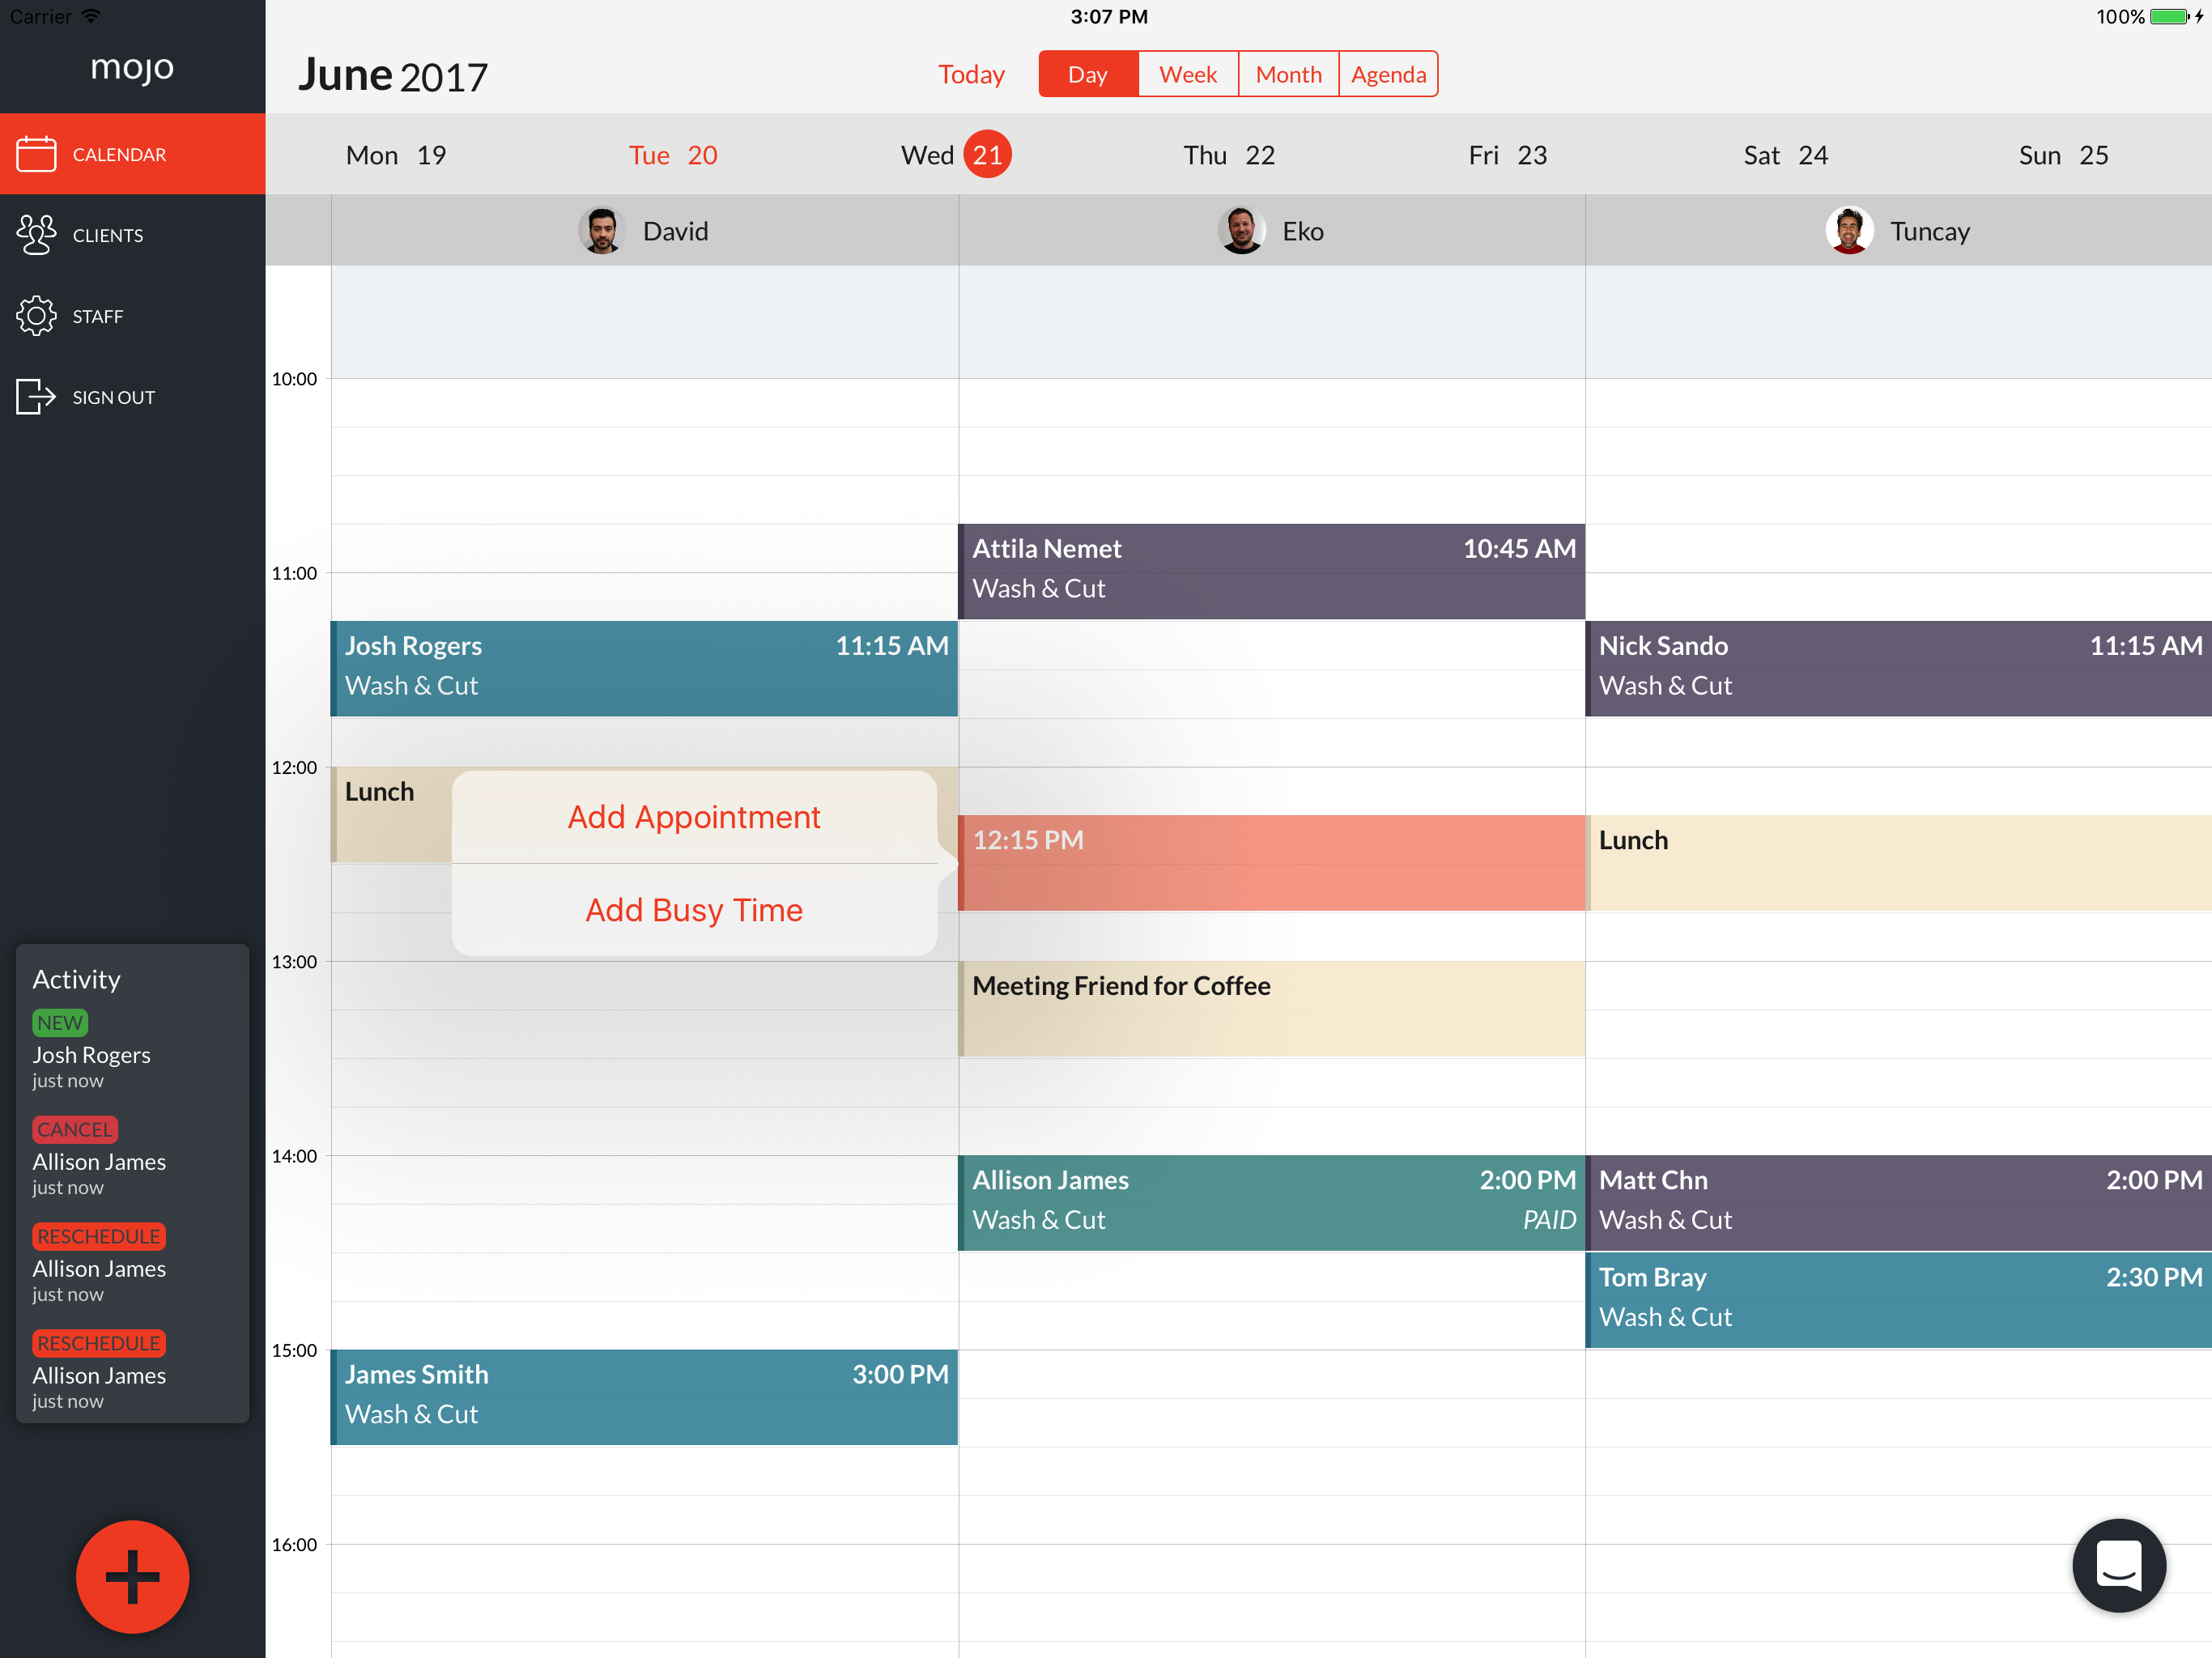 Carrier
3:07 PM
100%
mojo
June 2017
Today
Day
Week
Month
Agenda
CALENDAR
CLIENTS
STAFF
SIGN OUT
Mon 19
Tue 20
Wed 21
Thu 22
Fri 23
Sat 24
Sun 25
David
Eko
Tuncay
10:00
11:00
12:00
13:00
14:00
15:00
16:00
Attila Nemet 10:45 AM
Wash & Cut
Josh Rogers 11:15 AM
Wash & Cut
Nick Sando 11:15 AM
Wash & Cut
Lunch
Add Appointment
Add Busy Time
12:15 PM
Lunch
Meeting Friend for Coffee
Allison James 2:00 PM
Wash & Cut PAID
Matt Chn 2:00 PM
Wash & Cut
Tom Bray 2:30 PM
Wash & Cut
James Smith 3:00 PM
Wash & Cut
Activity
NEW
Josh Rogers
just now
CANCEL
Allison James
just now
RESCHEDULE
Allison James
just now
RESCHEDULE
Allison James
just now